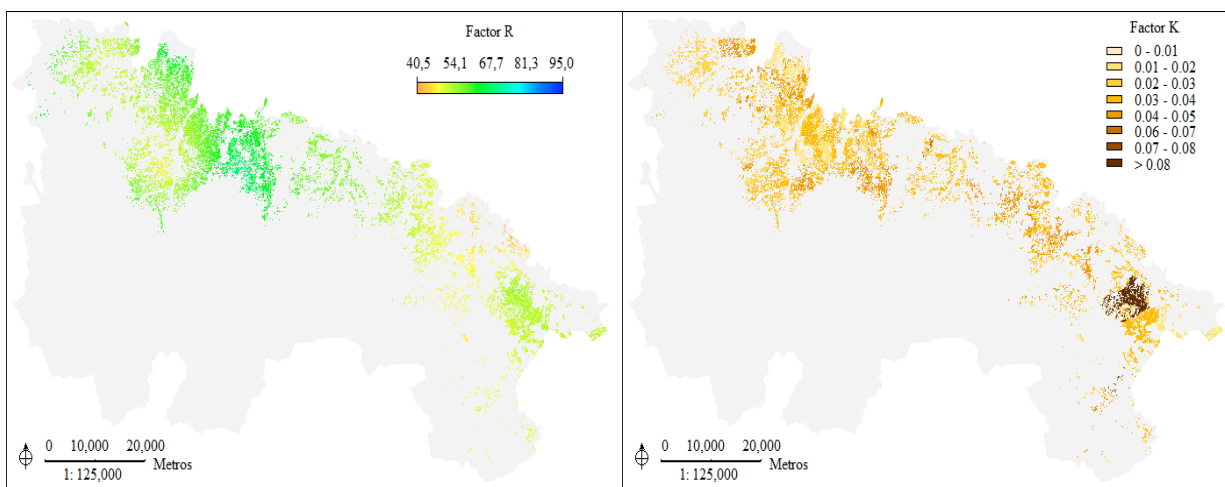 Factor R
40,5 54,1 67,7 81,3 95,0
0 10,000 20,000
Metros
1: 125,000
Factor K
0 - 0.01
0.01 - 0.02
0.02 - 0.03
0.03 - 0.04
0.04 - 0.05
0.06 - 0.07
0.07 - 0.08
> 0.08
0 10,000 20,000
Metros
1: 125,000